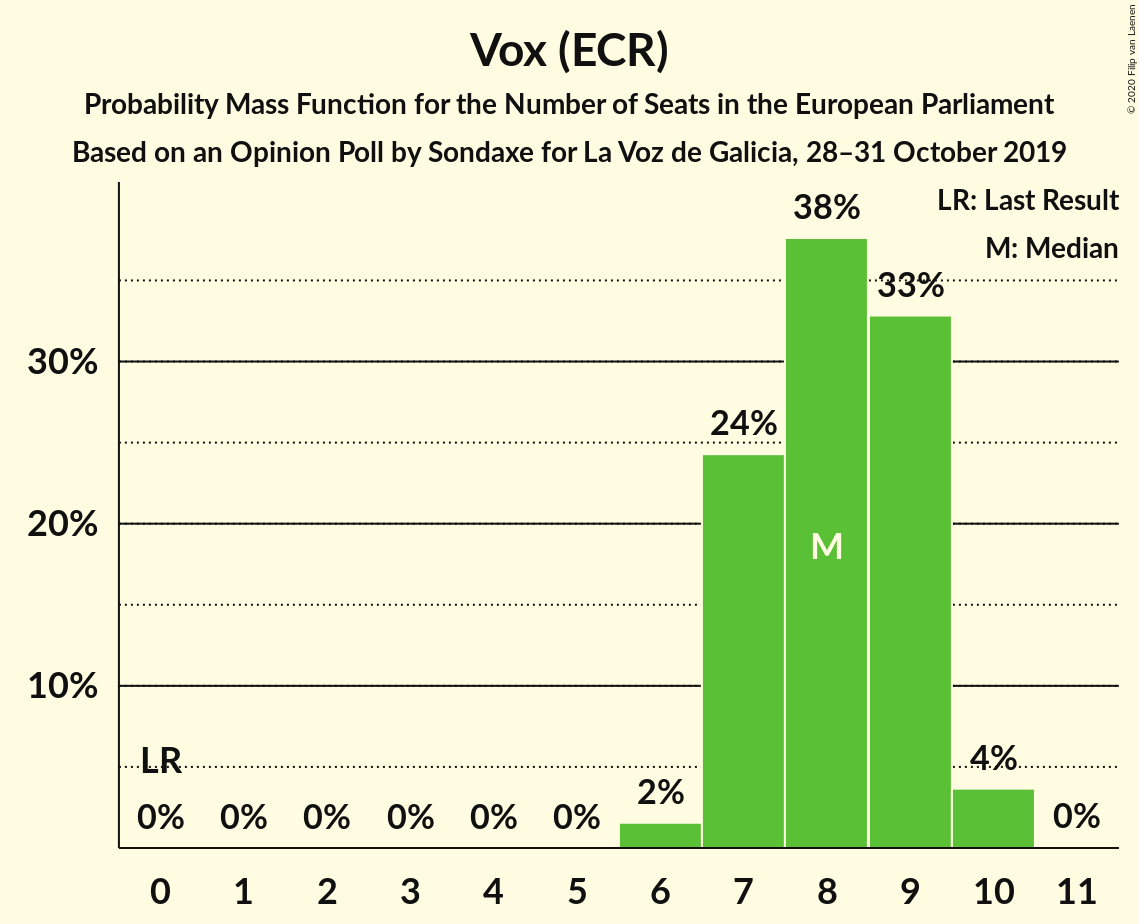 Vox (ECR)
Probability Mass Function for the Number of Seats in the European Parliament
Based on an Opinion Poll by Sondaxe for La Voz de Galicia, 28–31 October 2019
© 2020 Filip van Laenen
LR: Last Result
M: Median
38%
33%
30%
24%
20%
M
10%
LR
4%
2%
0% 0% 0% 0% 0% 0% 0%
0 1 2 3 4 5 6 7 8 9 10 11